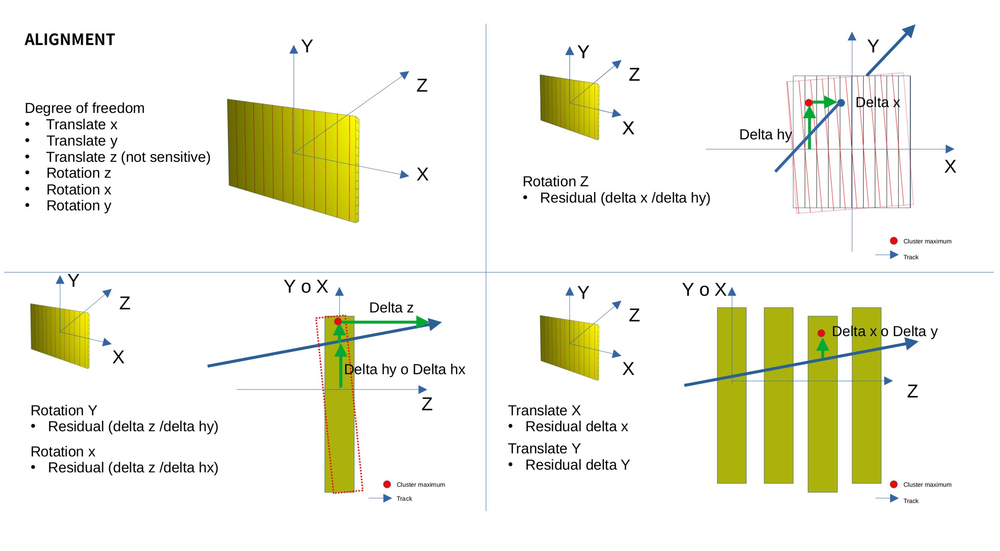 ALIGNMENT
Degree of freedom
• Translate x
• Translate y
• Translate z (not sensitive)
• Rotation z
• Rotation x
• Rotation y
Y
Z
X
Y
Z
X
Rotation Z
• Residual (delta x /delta hy)
Y
Delta x
Delta hy
X
Cluster maximum
Track
Y
Z
X
Rotation Y
• Residual (delta z /delta hy)
Rotation x
• Residual (delta z /delta hx)
Y o X
Delta z
Delta hy o Delta hx
Z
Cluster maximum
Track
Y
Z
X
Translate X
• Residual delta x
Translate Y
• Residual delta Y
Y o X
Delta x o Delta y
Z
Cluster maximum
Track